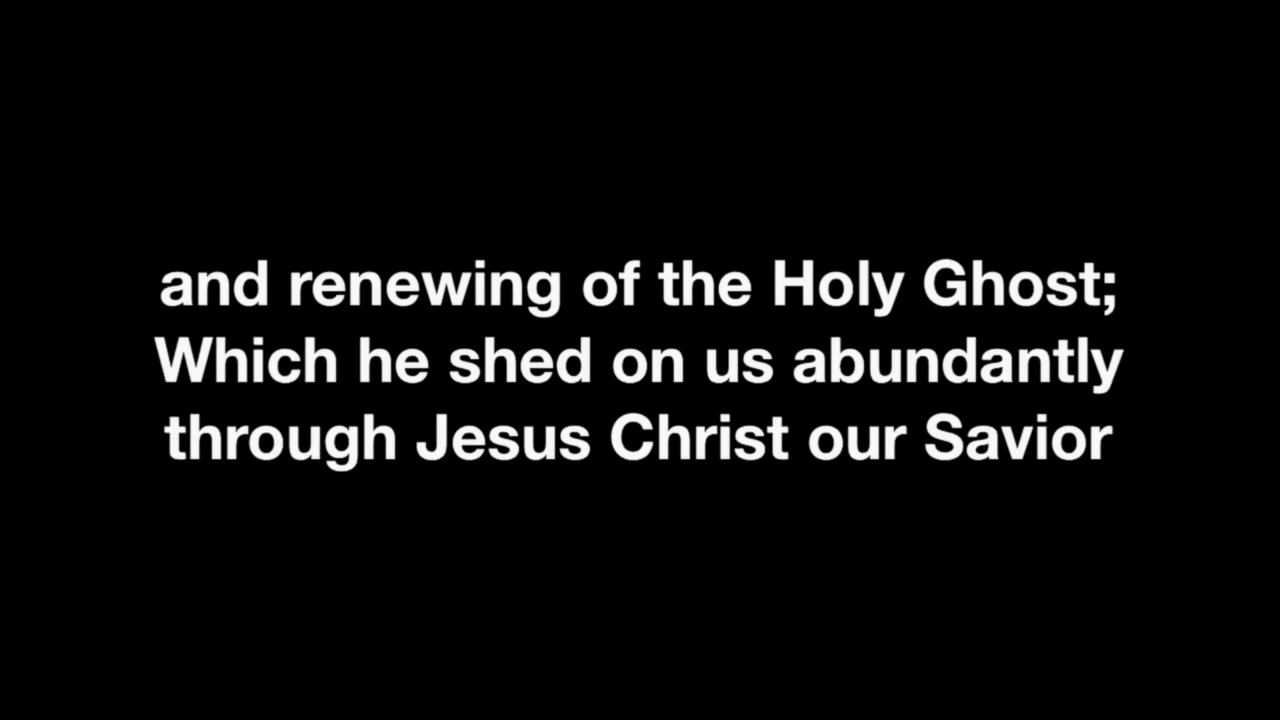 and renewing of the Holy Ghost;
Which he shed on us abundantly
through Jesus Christ our Savior